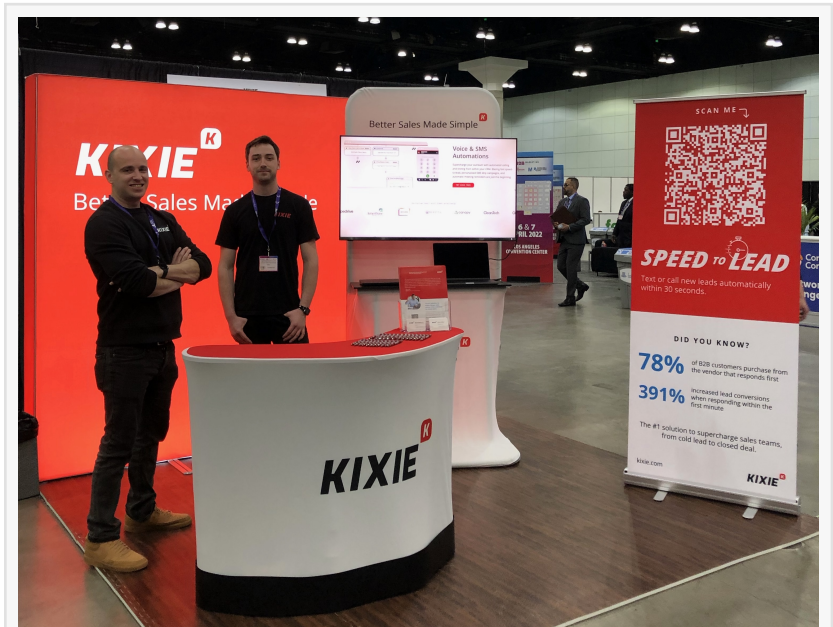 KIXIE K
Better Sales Made Simple
Better Sales Made Simple K
Voice & SMS
Automations
6 & 7
APRIL 2022
LOS ANGELES
CONVENTION CENTER
KIXIE
K
KIXIE K
SCAN ME
SPEED TO LEAD
Text or call new leads automatically
within 30 seconds.
DID YOU KNOW?
78% of B2B customers purchase from
the vendor that responds first
391% increased lead conversions
when responding within the
first minute
The #1 solution to supercharge sales teams,
from cold lead to closed deal.
kixie.com
KIXIE K